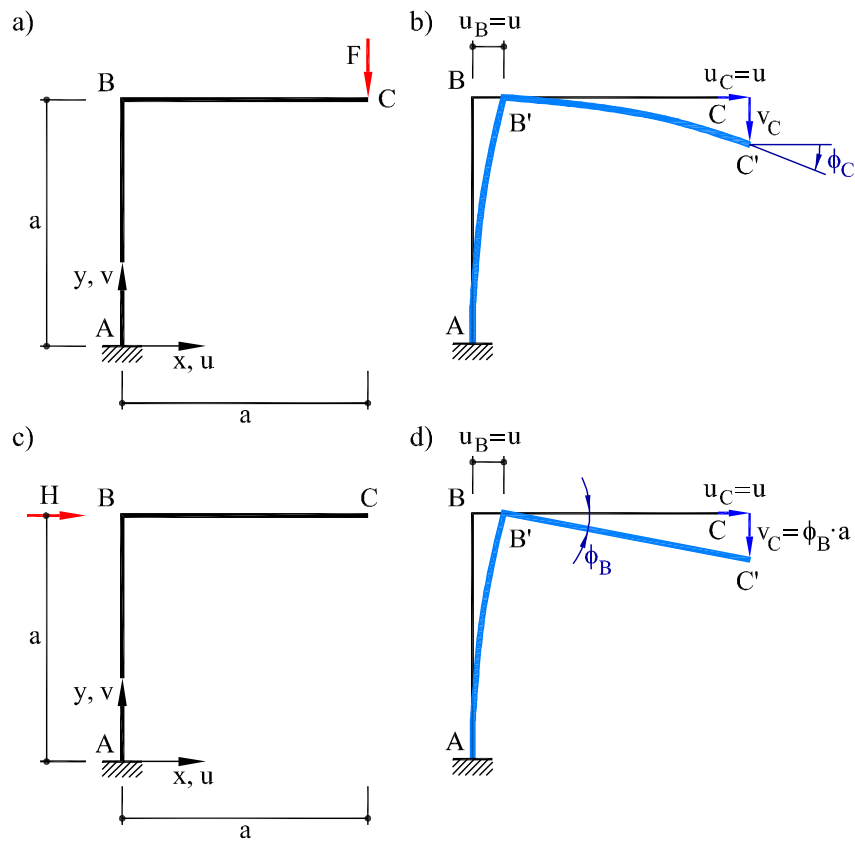 a)
F
B
C
a
y, v
A
x, u
a
b)
u_B=u
B
u_C=u
C
v_C
B'
C'
ϕ_C
A
c)
H
B
C
a
y, v
A
x, u
a
d)
u_B=u
B
u_C=u
C
v_C=ϕ_B·a
B'
ϕ_B
C'
A